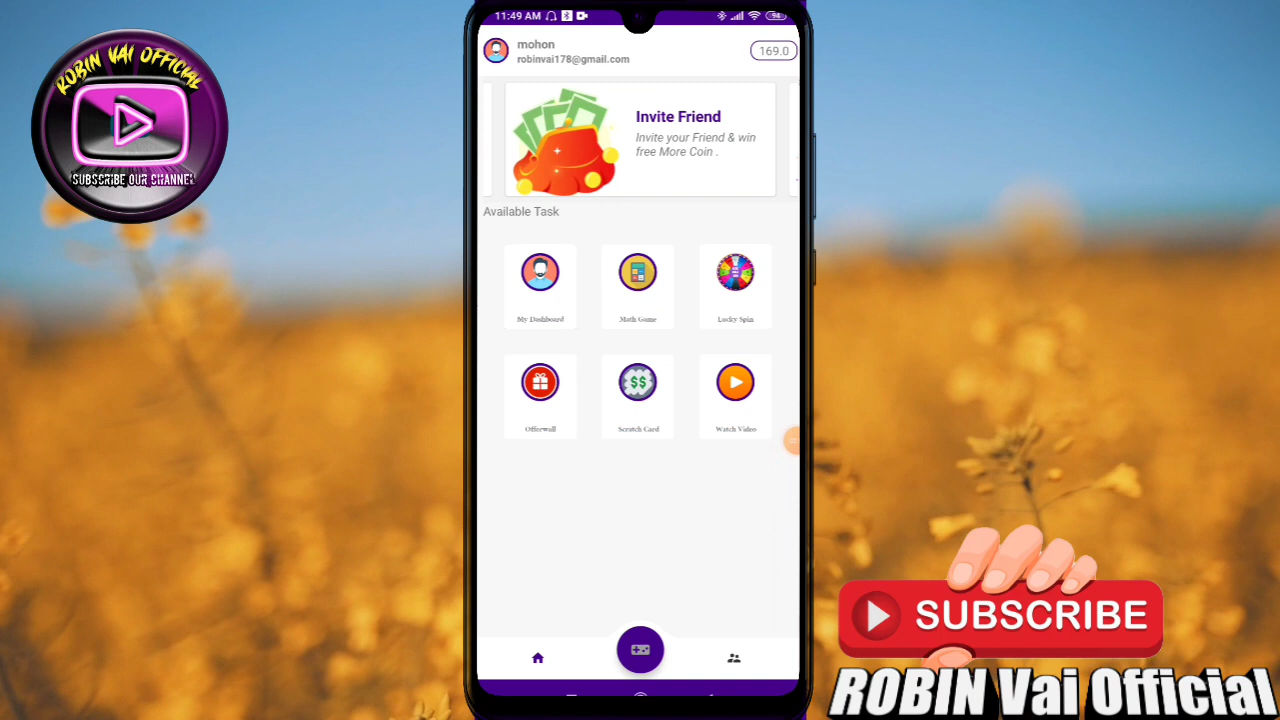 ROBIN VAI OFFICIAL
SUBSCRIBE OUR CHANNEL
11:49 AM
94
mohon
robinvai178@gmail.com
169.0
Invite Friend
Invite your Friend & win
free More Coin .
Available Task
My Dashboard
Math Game
Lucky Spin
Offerwall
$$
Scratch Card
Watch Video
SUBSCRIBE
ROBIN Vai Official